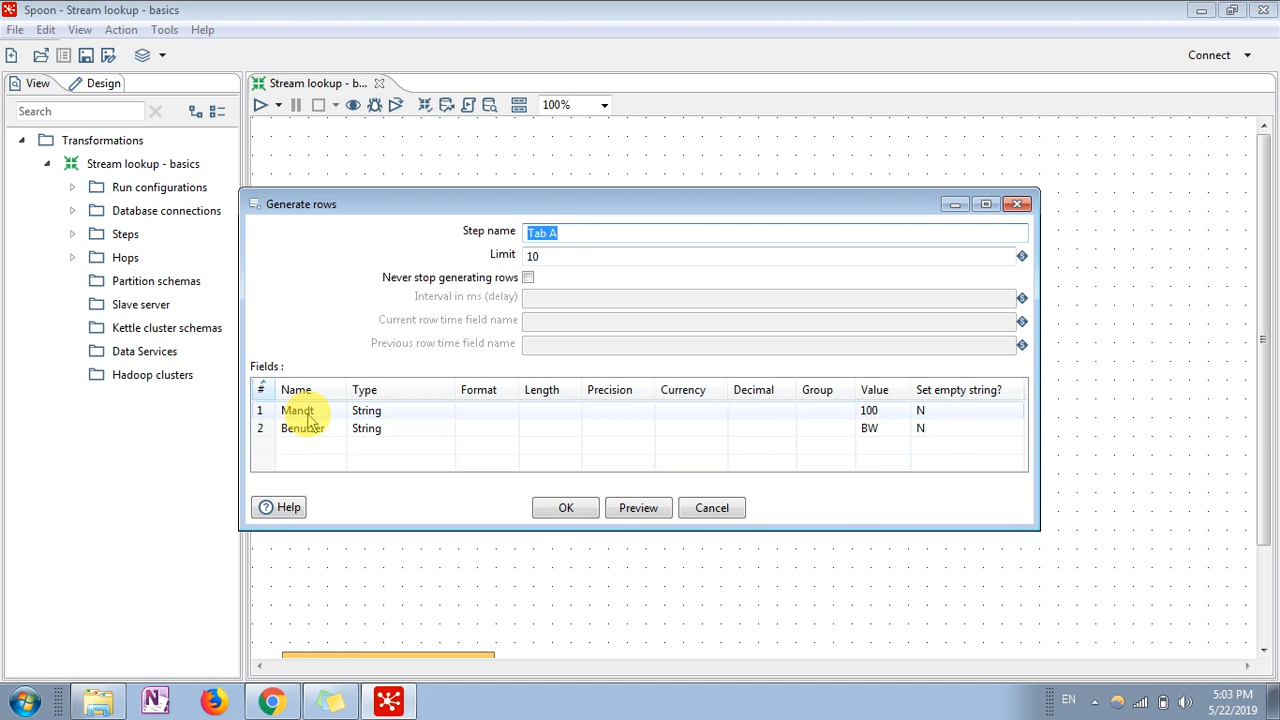 Spoon - Stream lookup - basics
File Edit View Action Tools Help
Connect
View Design
Stream lookup - b...
Search
100%
Transformations
Stream lookup - basics
Run configurations
Database connections
Steps
Hops
Partition schemas
Slave server
Kettle cluster schemas
Data Services
Hadoop clusters
Generate rows
Step name Tab A
Limit 10
Never stop generating rows
Interval in ms (delay)
Current row time field name
Previous row time field name
Fields :
# Name Type Format Length Precision Currency Decimal Group Value Set empty string?
1 Mandt String 100 N
2 Benutzer String BW N
Help OK Preview Cancel
EN 5:03 PM
5/22/2019